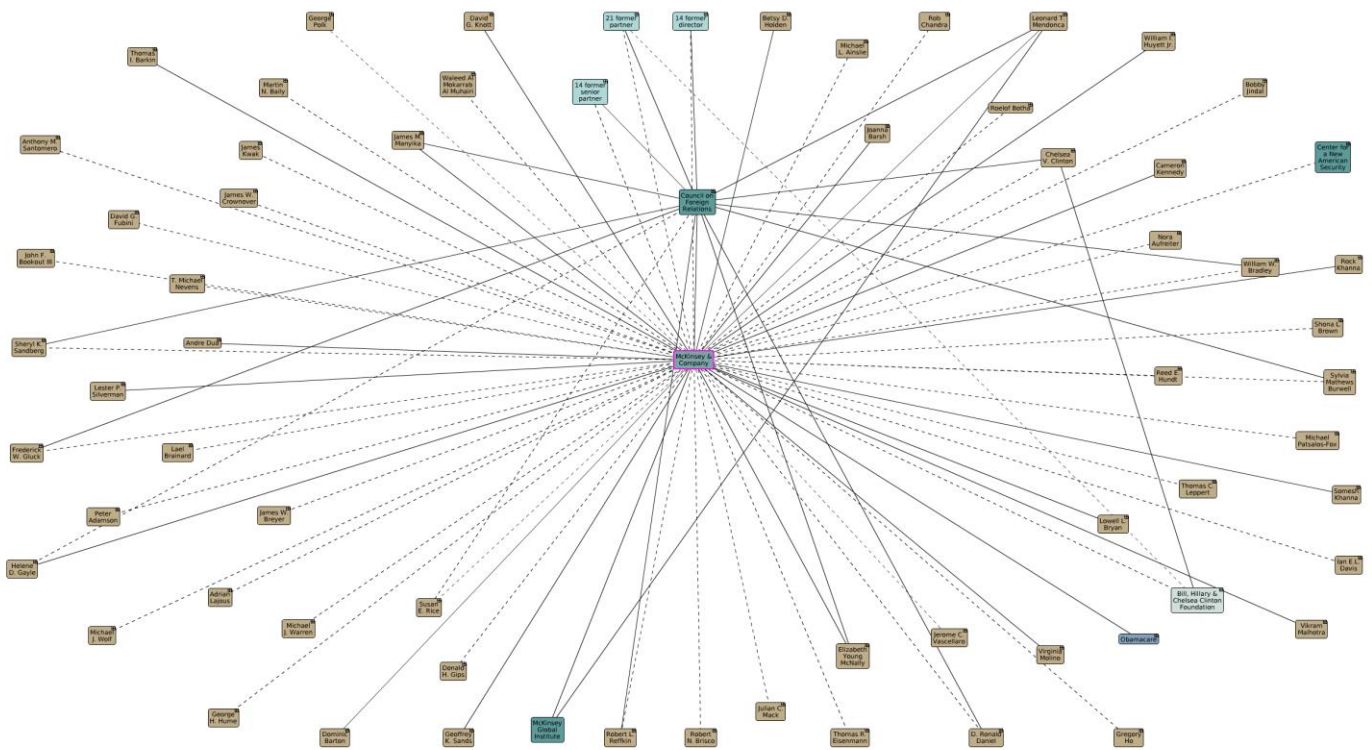 George
Polk
David
G. Knott
21 former
partner
14 former
director
Betsy D.
Holden
Rob
Chandra
Leonard T.
Mendonca
Thomas
I. Barkin
Michael
L. Ainslie
William I.
Huyett Jr.
Martin
N. Baily
Waleed Al
Mokarrab
Al Muhairi
14 former
senior
partner
Bobby
Jindal
Roelof Botha
Anthony M.
Santomero
James
Kwak
James M.
Manyika
Joanna
Barsh
Chelsea
V. Clinton
Cameron
Kennedy
Center for
a New
American
Security
James W.
Crownover
Council on
Foreign
Relations
David G.
Fubini
Nora
Aufreiter
John F.
Bookout III
T. Michael
Nevens
William W.
Bradley
Rock
Khanna
Sheryl K.
Sandberg
Andre Dua
McKinsey &
Company
Shona L.
Brown
Lester P.
Silverman
Reed E.
Hundt
Sylvia
Mathews
Burwell
Frederick
W. Gluck
Lael
Brainard
Michael
Patsalos-Fox
Peter
Adamson
James W.
Breyer
Thomas C.
Leppert
Somesh
Khanna
Lowell L.
Bryan
Helene
D. Gayle
Ian E.L.
Davis
Adrian
Lajous
Susan
E. Rice
Bill, Hillary &
Chelsea Clinton
Foundation
Michael
J. Wolf
Michael
J. Warren
Jerome C.
Vascellaro
Obamacare
Vikram
Malhotra
Donald
H. Gips
Elizabeth
Young
McNally
Virginia
Molino
George
H. Hume
Dominic
Barton
Geoffrey
K. Sands
McKinsey
Global
Institute
Robert L.
Reffkin
Robert
N. Brisco
Julian C.
Mack
Thomas R.
Eisenmann
D. Ronald
Daniel
Gregory
Ho